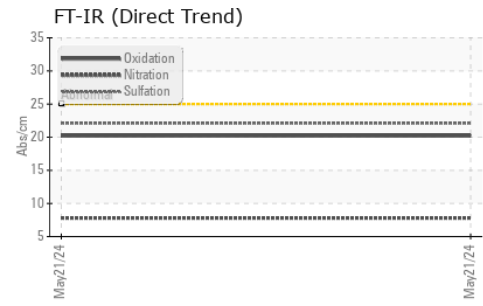 FT-IR (Direct Trend)
35
30
25
20
15
10
5
Abs/cm
Oxidation
Nitration
Sulfation
Abnormal
May21/24
May21/24